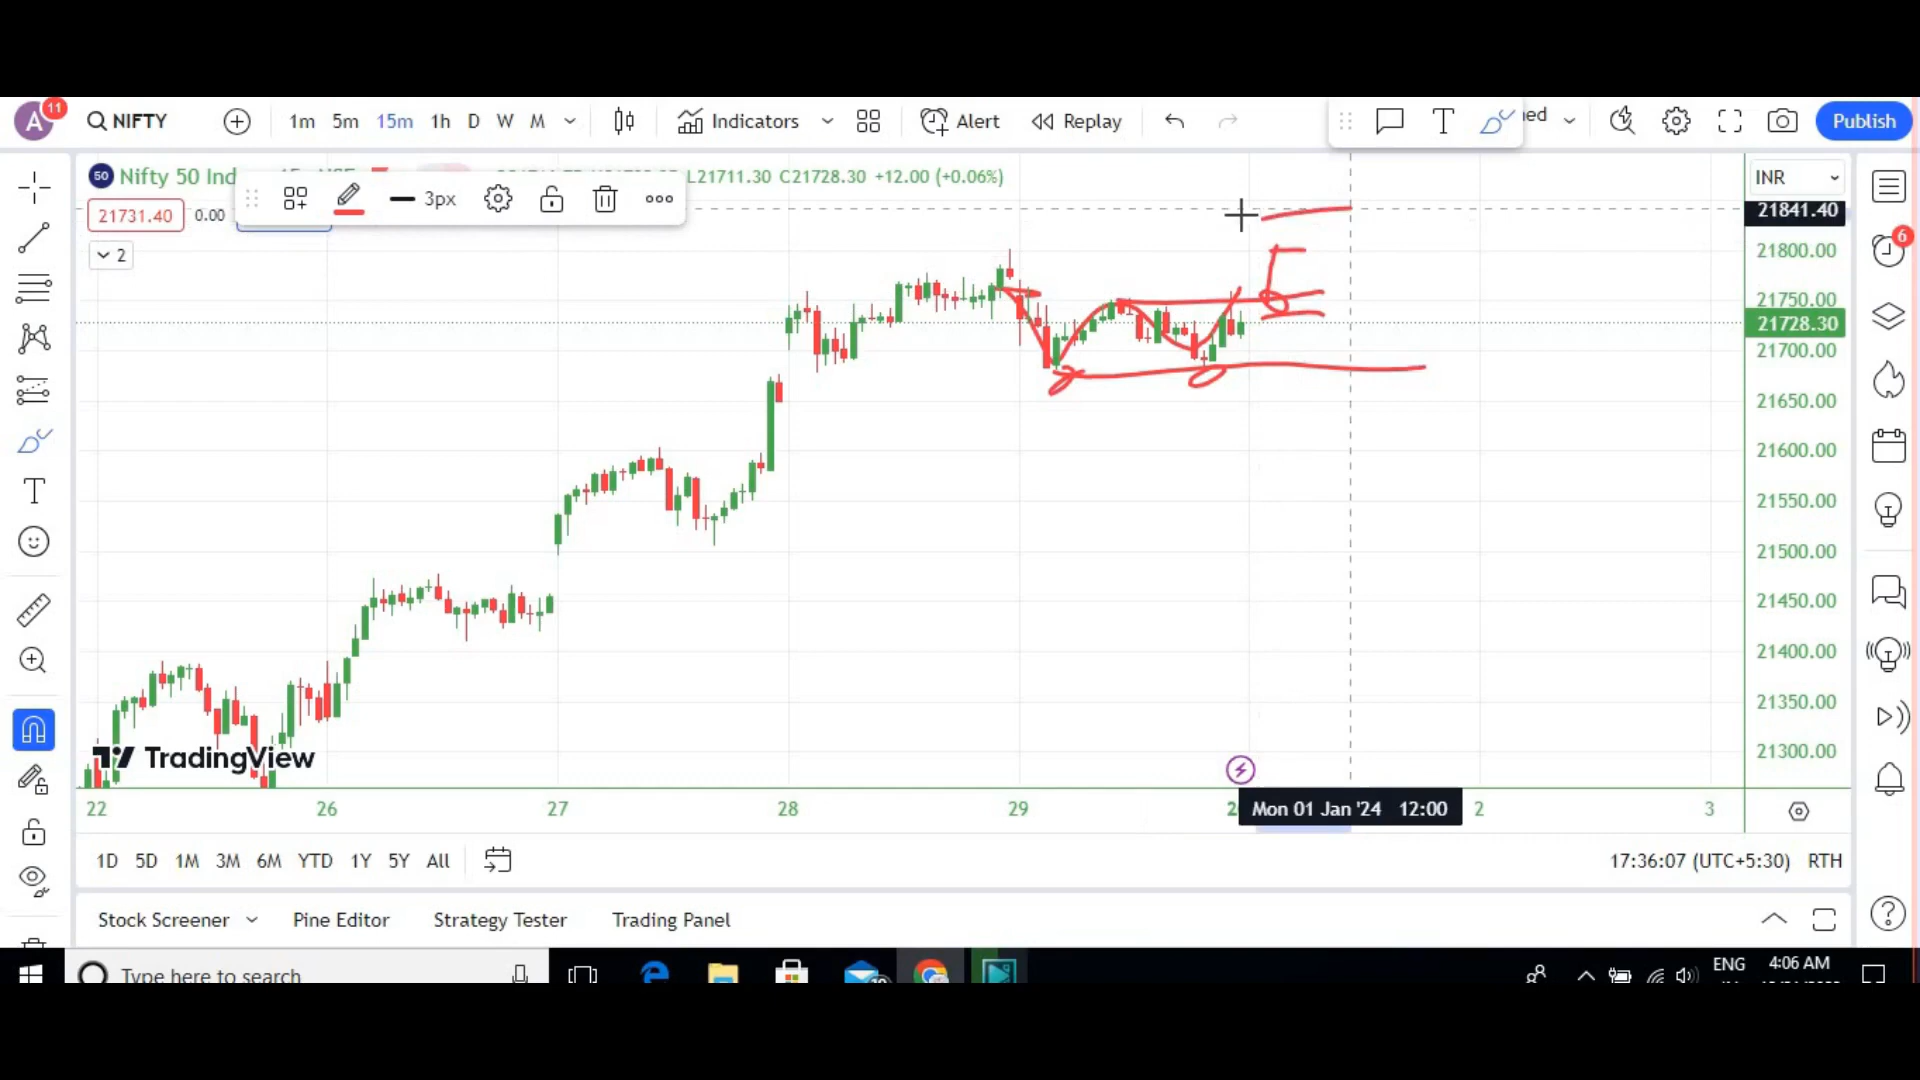 A 11 NIFTY 1m 5m 15m 1h D W M Indicators Alert Replay ed Publish
50 Nifty 50 Ind L21711.30 C21728.30 +12.00 (+0.06%) INR
3px
21731.40 0.00
2
21841.40
21800.00
21750.00
21728.30
21700.00
21650.00
21600.00
21550.00
21500.00
21450.00
21400.00
21350.00
21300.00
6
TradingView
22 26 27 28 29 Mon 01 Jan '24 12:00 2 3
1D 5D 1M 3M 6M YTD 1Y 5Y All 17:36:07 (UTC+5:30) RTH
Stock Screener Pine Editor Strategy Tester Trading Panel
Type here to search ENG 4:06 AM